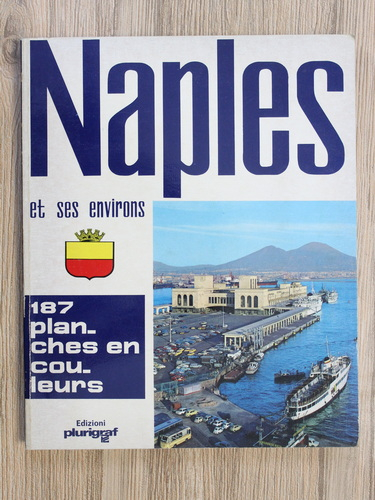 Naples
et ses environs
187
plan-
ches en
cou-
leurs
Edizioni
plurigraf